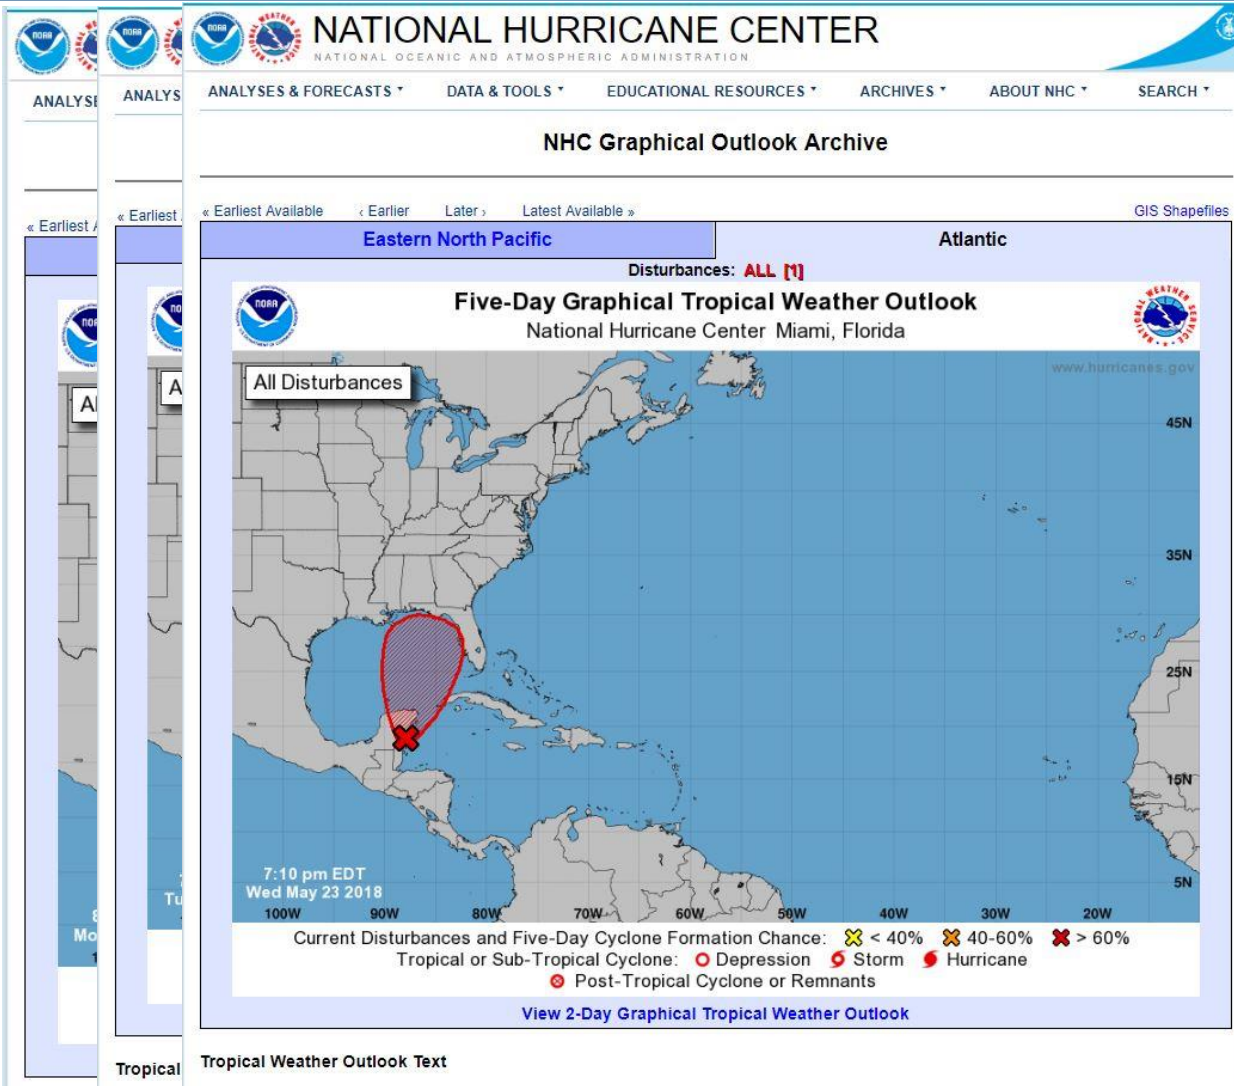 NATIONAL HURRICANE CENTER
NATIONAL OCEANIC AND ATMOSPHERIC ADMINISTRATION
ANALYSE
ANALYS
ANALYSES & FORECASTS DATA & TOOLS EDUCATIONAL RESOURCES ARCHIVES ABOUT NHC SEARCH
NHC Graphical Outlook Archive
« Earliest A
« Earliest
« Earliest Available ‹ Earlier Later › Latest Available » GIS Shapefiles
Eastern North Pacific Atlantic
Disturbances: ALL [1]
NOAA
Five-Day Graphical Tropical Weather Outlook
National Hurricane Center Miami, Florida
All Disturbances
www.hurricanes.gov
45N
35N
25N
15N
5N
7:10 pm EDT
Wed May 23 2018
Tu
Mo
100W 90W 80W 70W 60W 50W 40W 30W 20W
Current Disturbances and Five-Day Cyclone Formation Chance: < 40% 40-60% > 60%
Tropical or Sub-Tropical Cyclone: Depression Storm Hurricane
Post-Tropical Cyclone or Remnants
View 2-Day Graphical Tropical Weather Outlook
Tropical
Tropical Weather Outlook Text